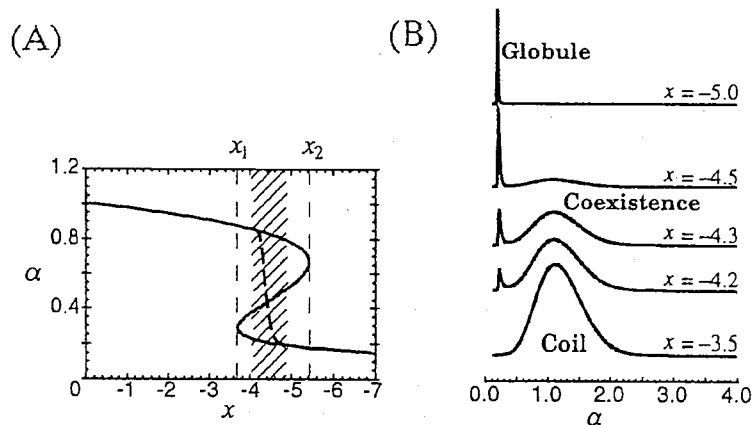 (A)
x1 x2
1.2
0.8
α
0.4
0 -1 -2 -3 -4 -5 -6 -7
x
(B)
Globule
x = –5.0
x = –4.5
Coexistence
x = –4.3
x = –4.2
x = –3.5
Coil
0.0 1.0 2.0 3.0 4.0
α